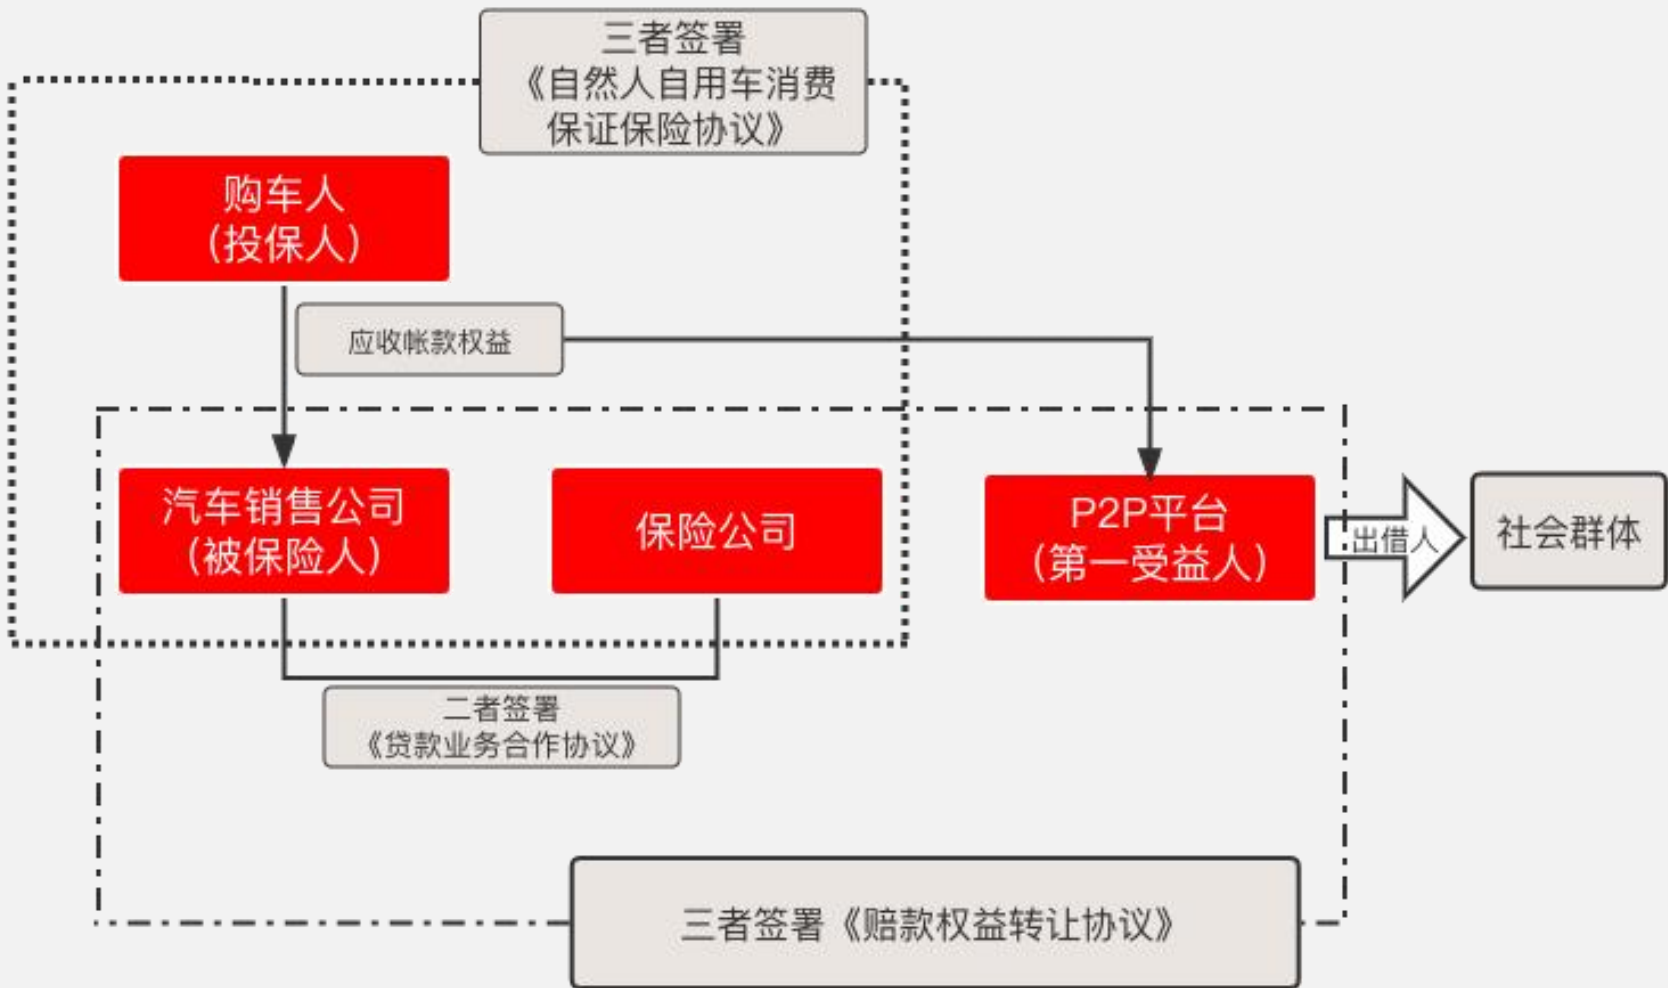 三者签署
《自然人自用车消费
保证保险协议》
购车人
（投保人）
应收帐款权益
汽车销售公司
（被保险人）
保险公司
P2P平台
（第一受益人）
出借人
社会群体
二者签署
《贷款业务合作协议》
三者签署《赔款权益转让协议》